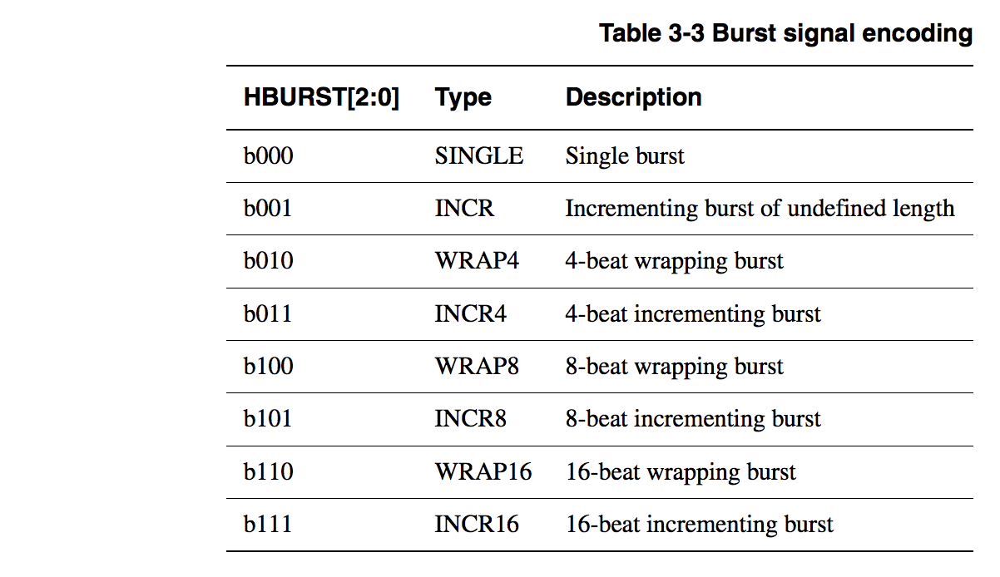 Table 3-3 Burst signal encoding
HBURST[2:0] Type Description
b000 SINGLE Single burst
b001 INCR Incrementing burst of undefined length
b010 WRAP4 4-beat wrapping burst
b011 INCR4 4-beat incrementing burst
b100 WRAP8 8-beat wrapping burst
b101 INCR8 8-beat incrementing burst
b110 WRAP16 16-beat wrapping burst
b111 INCR16 16-beat incrementing burst